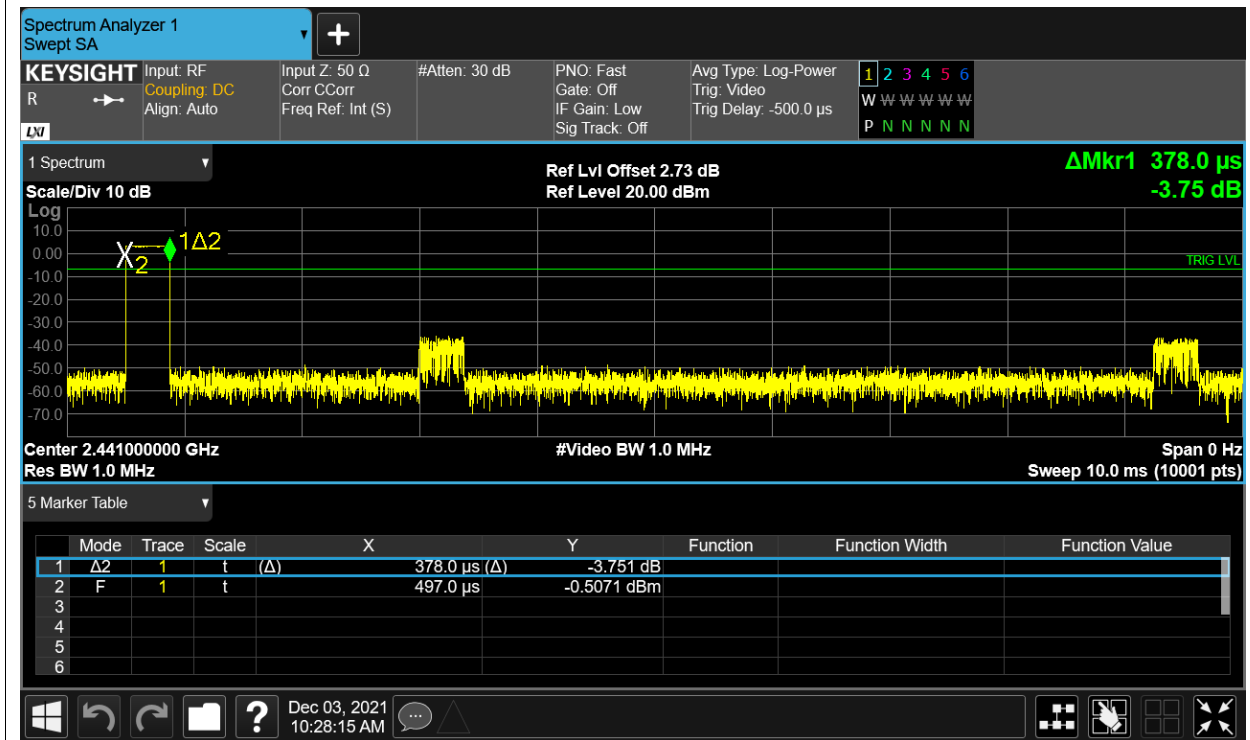 Spectrum Analyzer 1
Swept SA
+
KEYSIGHT
R
LXI
Input: RF
Coupling: DC
Align: Auto
Input Z: 50 Ω
Corr CCorr
Freq Ref: Int (S)
#Atten: 30 dB
PNO: Fast
Gate: Off
IF Gain: Low
Sig Track: Off
Avg Type: Log-Power
Trig: Video
Trig Delay: -500.0 µs
1 2 3 4 5 6
W W W W W W
P N N N N N
1 Spectrum
Scale/Div 10 dB
Ref Lvl Offset 2.73 dB
Ref Level 20.00 dBm
ΔMkr1 378.0 µs
-3.75 dB
Log
10.0
0.00
-10.0
-20.0
-30.0
-40.0
-50.0
-60.0
-70.0
X2
1Δ2
TRIG LVL
Center 2.441000000 GHz
Res BW 1.0 MHz
#Video BW 1.0 MHz
Span 0 Hz
Sweep 10.0 ms (10001 pts)
5 Marker Table
Mode Trace Scale X Y Function Function Width Function Value
1 Δ2 1 t (Δ) 378.0 µs (Δ) -3.751 dB
2 F 1 t 497.0 µs -0.5071 dBm
3
4
5
6
?
Dec 03, 2021
10:28:15 AM